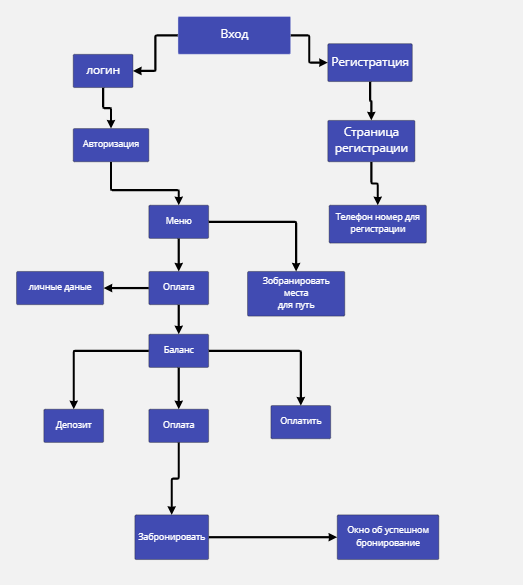 Вход
логин
Регистратция
Авторизация
Страница
регистрации
Меню
Телефон номер для
регистрации
личные даные
Оплата
Зобранировать
места
для путь
Баланс
Депозит
Оплата
Оплатить
Забронировать
Окно об успешном
бронирование